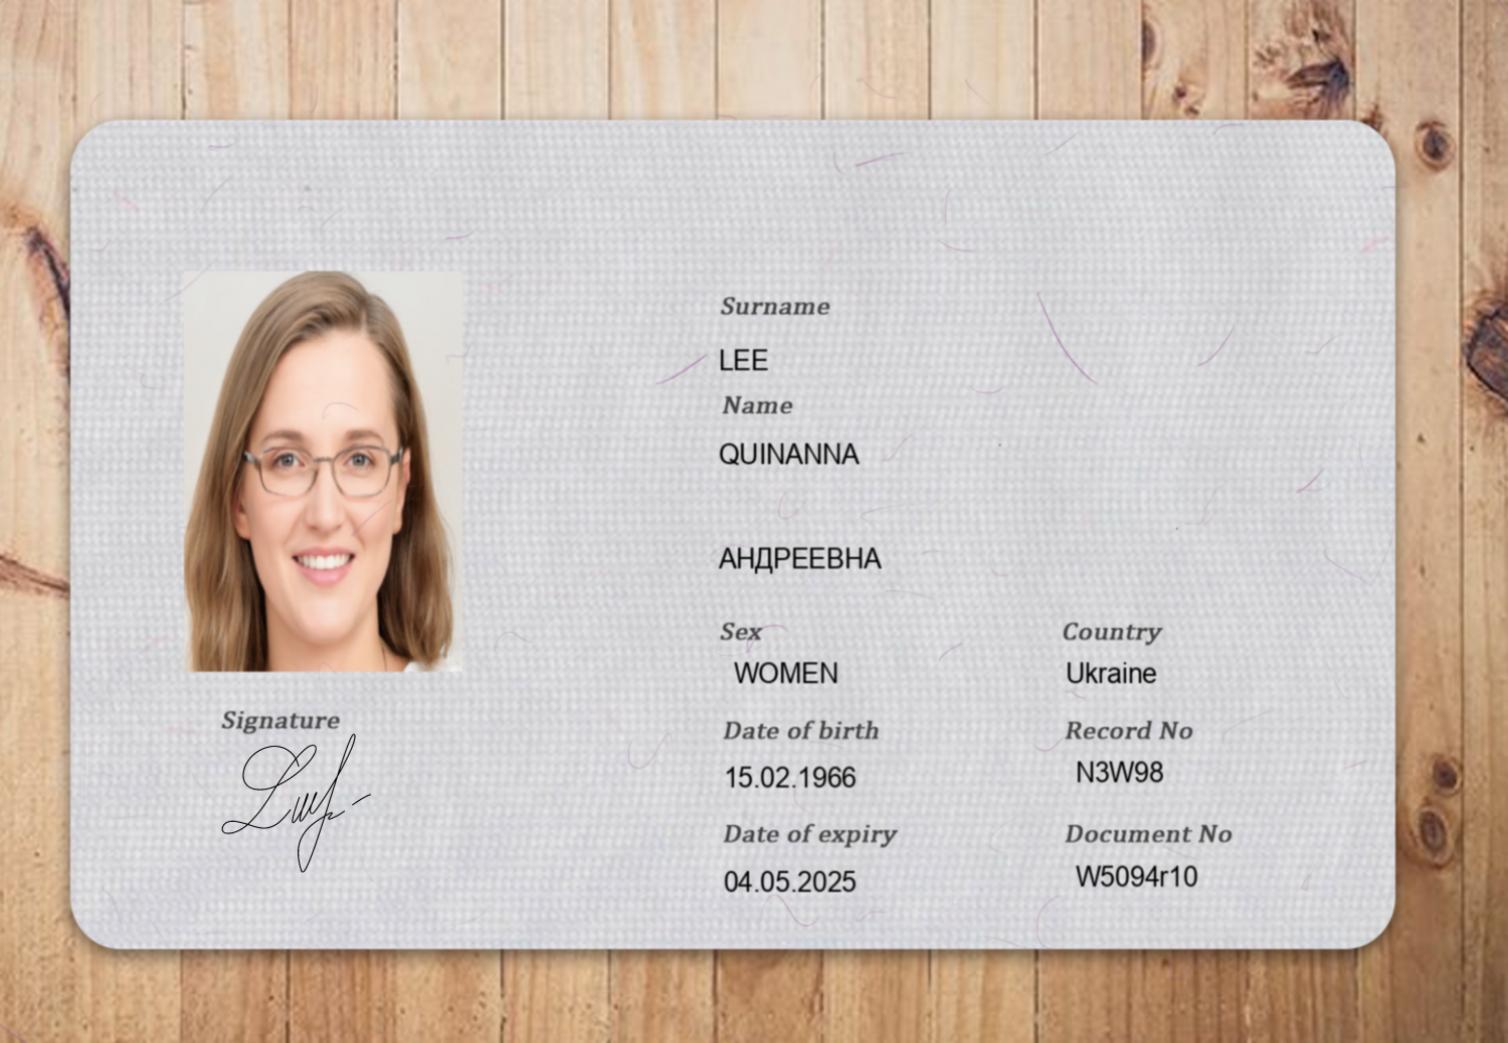 Surname
LEE
Name
QUINANNA
АНДРЕЕВНА
Sex
WOMEN
Country
Ukraine
Date of birth
15.02.1966
Record No
N3W98
Date of expiry
04.05.2025
Document No
W5094r10
Signature